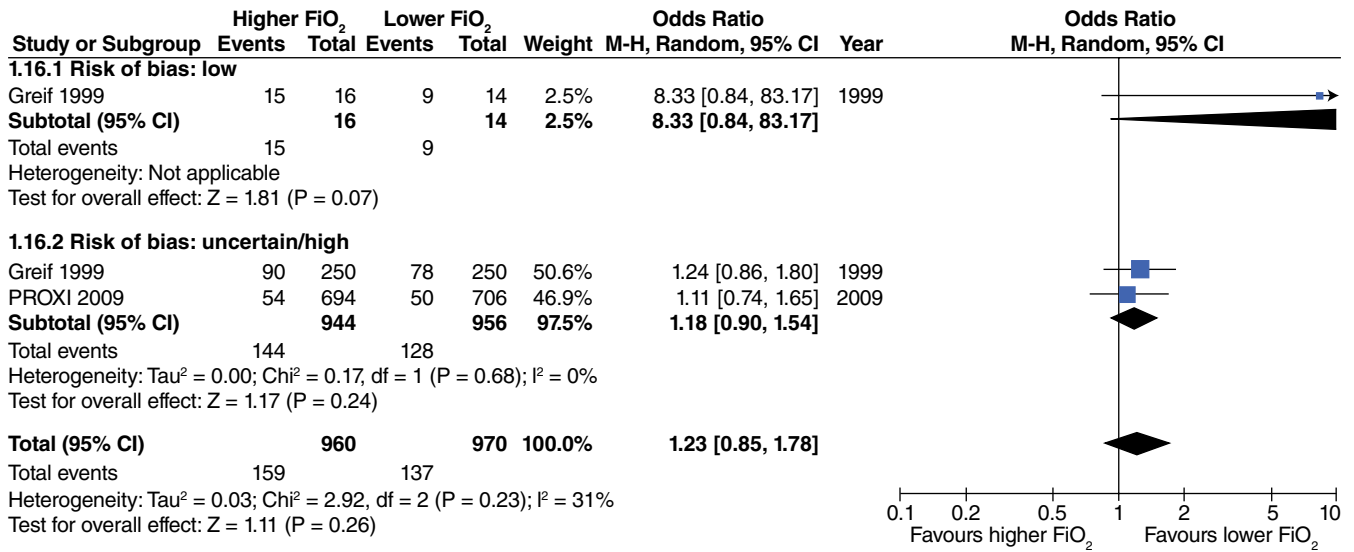 Higher FiO₂ Lower FiO₂ Odds Ratio Odds Ratio
Study or Subgroup Events Total Events Total Weight M-H, Random, 95% CI Year M-H, Random, 95% CI
1.16.1 Risk of bias: low
Greif 1999 15 16 9 14 2.5% 8.33 [0.84, 83.17] 1999
Subtotal (95% CI) 16 14 2.5% 8.33 [0.84, 83.17]
Total events 15 9
Heterogeneity: Not applicable
Test for overall effect: Z = 1.81 (P = 0.07)
1.16.2 Risk of bias: uncertain/high
Greif 1999 90 250 78 250 50.6% 1.24 [0.86, 1.80] 1999
PROXI 2009 54 694 50 706 46.9% 1.11 [0.74, 1.65] 2009
Subtotal (95% CI) 944 956 97.5% 1.18 [0.90, 1.54]
Total events 144 128
Heterogeneity: Tau² = 0.00; Chi² = 0.17, df = 1 (P = 0.68); I² = 0%
Test for overall effect: Z = 1.17 (P = 0.24)
Total (95% CI) 960 970 100.0% 1.23 [0.85, 1.78]
Total events 159 137
Heterogeneity: Tau² = 0.03; Chi² = 2.92, df = 2 (P = 0.23); I² = 31%
Test for overall effect: Z = 1.11 (P = 0.26)
0.1 0.2 0.5 1 2 5 10
Favours higher FiO₂ Favours lower FiO₂